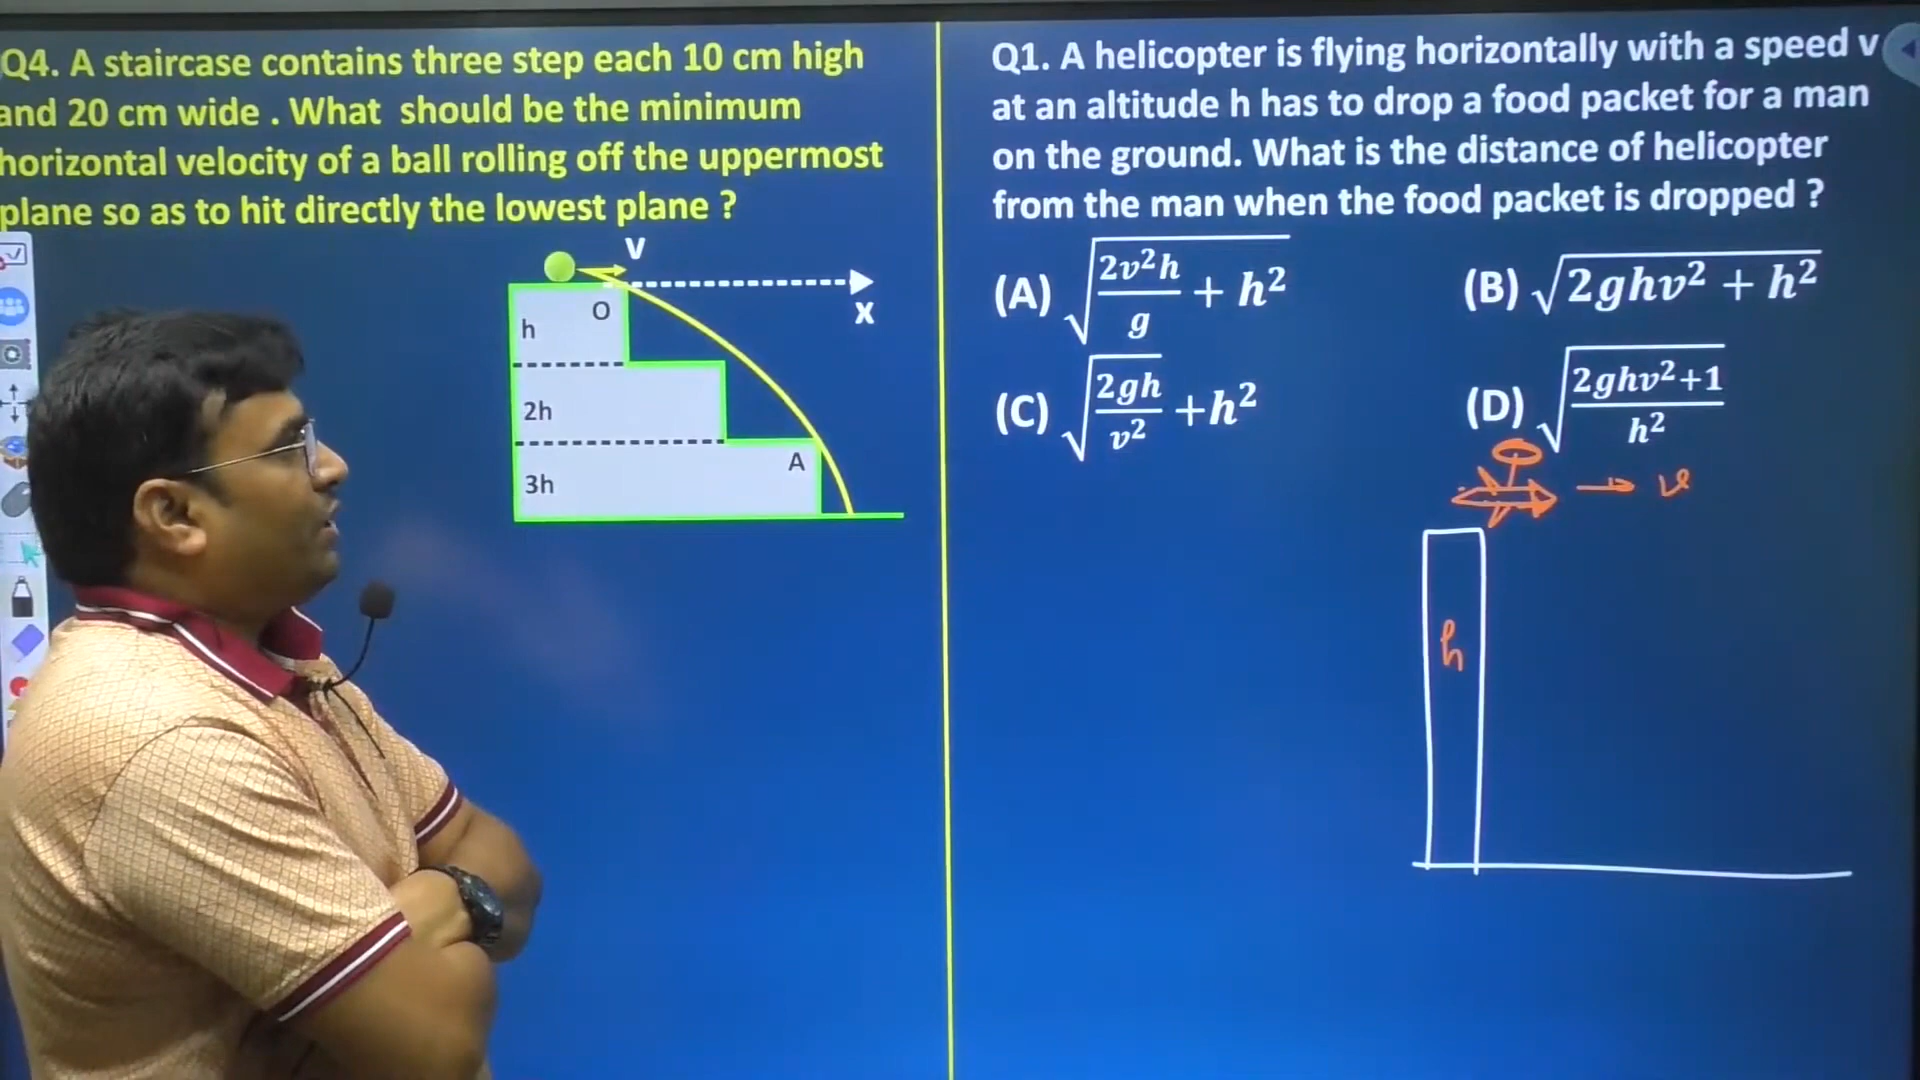 Q4. A staircase contains three step each 10 cm high
and 20 cm wide . What should be the minimum
horizontal velocity of a ball rolling off the uppermost
plane so as to hit directly the lowest plane ?
V
X
O
h
2h
A
3h
Q1. A helicopter is flying horizontally with a speed v
at an altitude h has to drop a food packet for a man
on the ground. What is the distance of helicopter
from the man when the food packet is dropped ?
(A) √(2v²h/g + h²)
(B) √(2ghv² + h²)
(C) √(2gh/v²) +h²
(D) √((2ghv²+1)/h²)
v
h